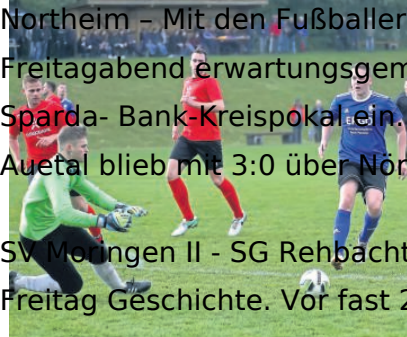 Northeim – Mit den Fußballer
Freitagabend erwartungsgem
Sparda- Bank-Kreispokal ein.
Auetal blieb mit 3:0 über Nör
SV Moringen II - SG Rehbacht
Freitag Geschichte. Vor fast 2
ERGO